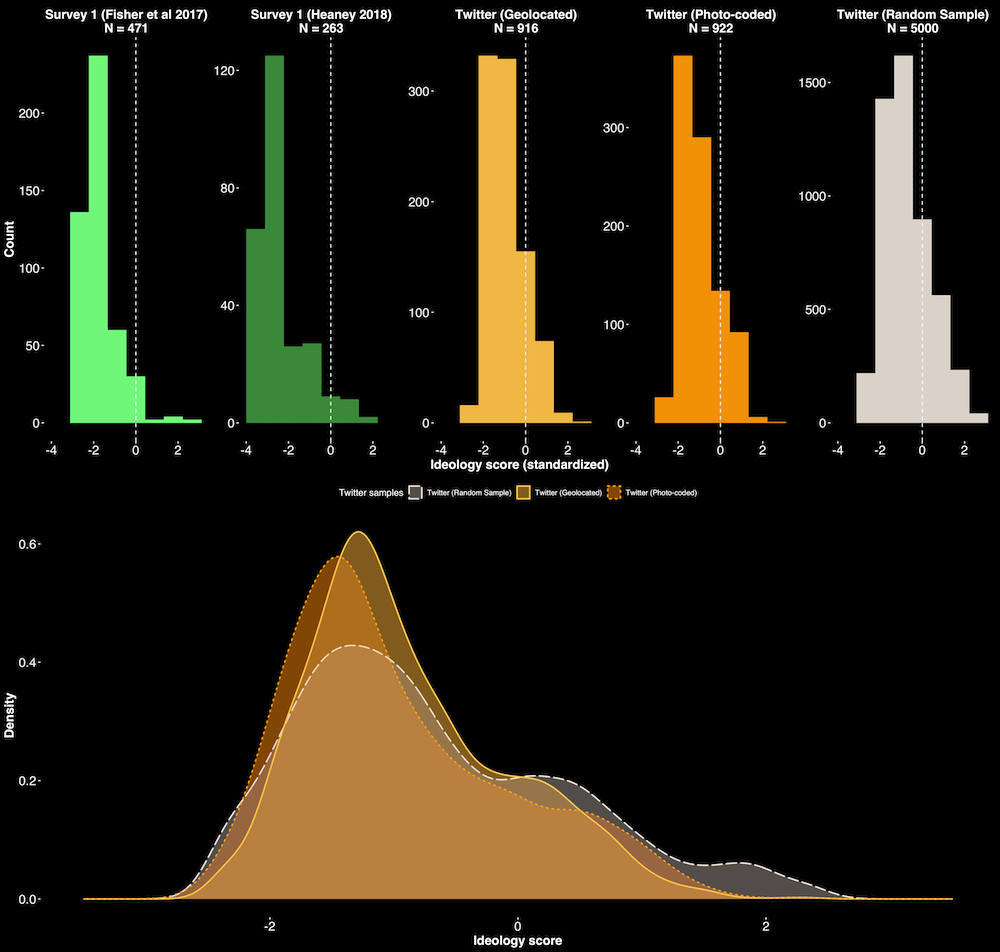 Survey 1 (Fisher et al 2017)
N = 471
Survey 1 (Heaney 2018)
N = 263
Twitter (Geolocated)
N = 916
Twitter (Photo-coded)
N = 922
Twitter (Random Sample)
N = 5000
Count
200
150
100
50
0
-4 -2 0 2
120
80
40
0
-4 -2 0 2
300
200
100
0
-4 -2 0 2
300
200
100
0
-4 -2 0 2
1500
1000
500
0
-4 -2 0 2
Ideology score (standardized)
Twitter samples Twitter (Random Sample) Twitter (Geolocated) Twitter (Photo-coded)
Density
0.6
0.4
0.2
0.0
-2 0 2
Ideology score